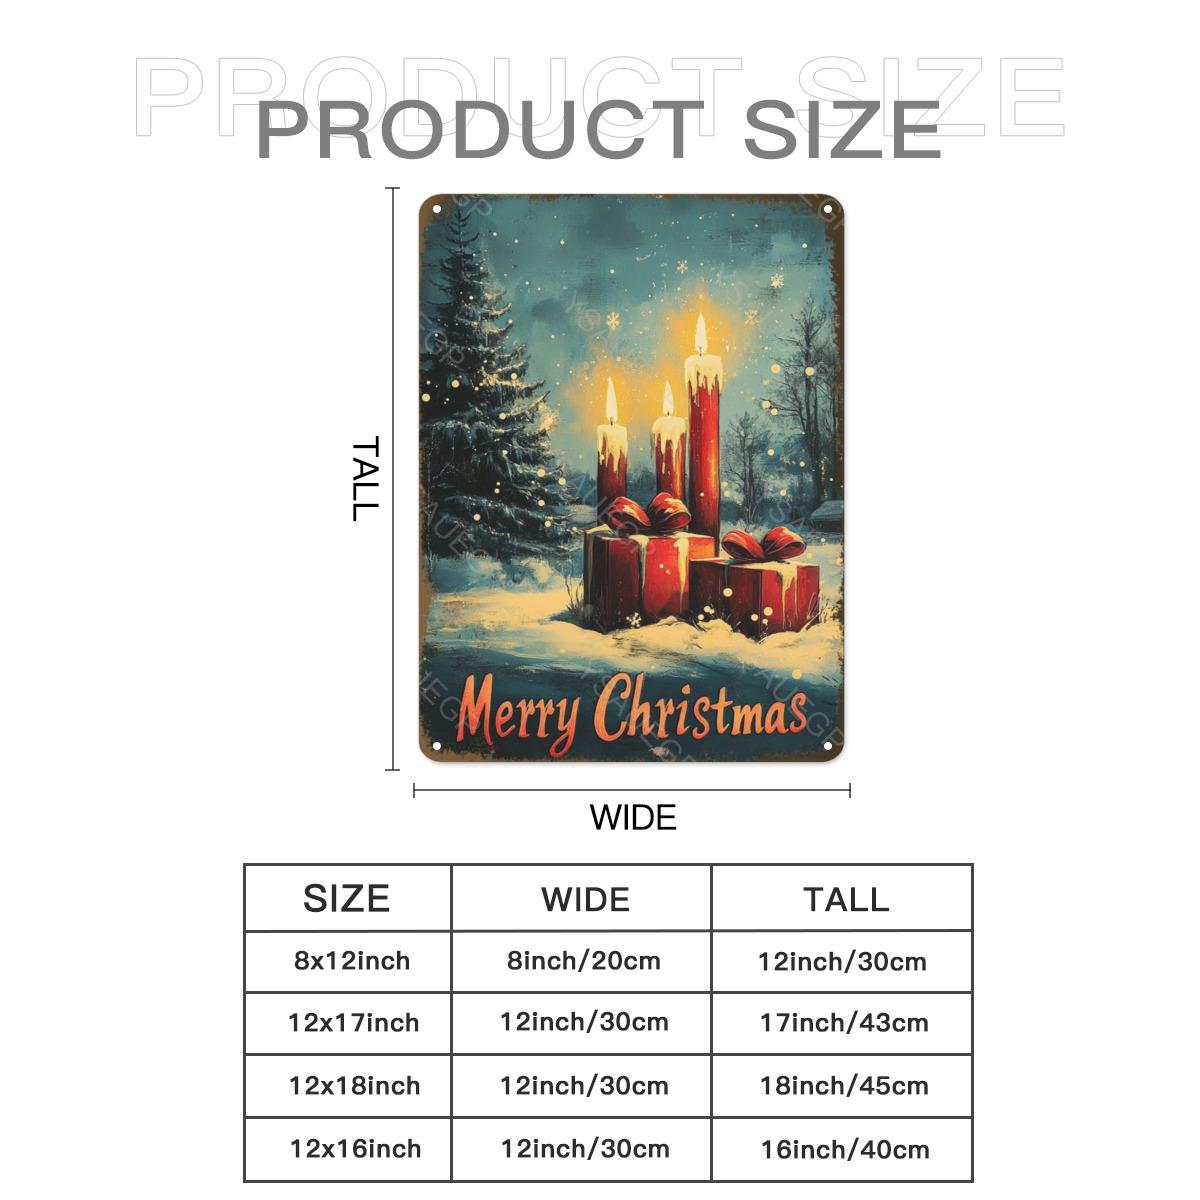 PRODUCT SIZE
PRODUCT SIZE
TALL
Merry Christmas
WIDE
SIZE WIDE TALL
8x12inch 8inch/20cm 12inch/30cm
12x17inch 12inch/30cm 17inch/43cm
12x18inch 12inch/30cm 18inch/45cm
12x16inch 12inch/30cm 16inch/40cm